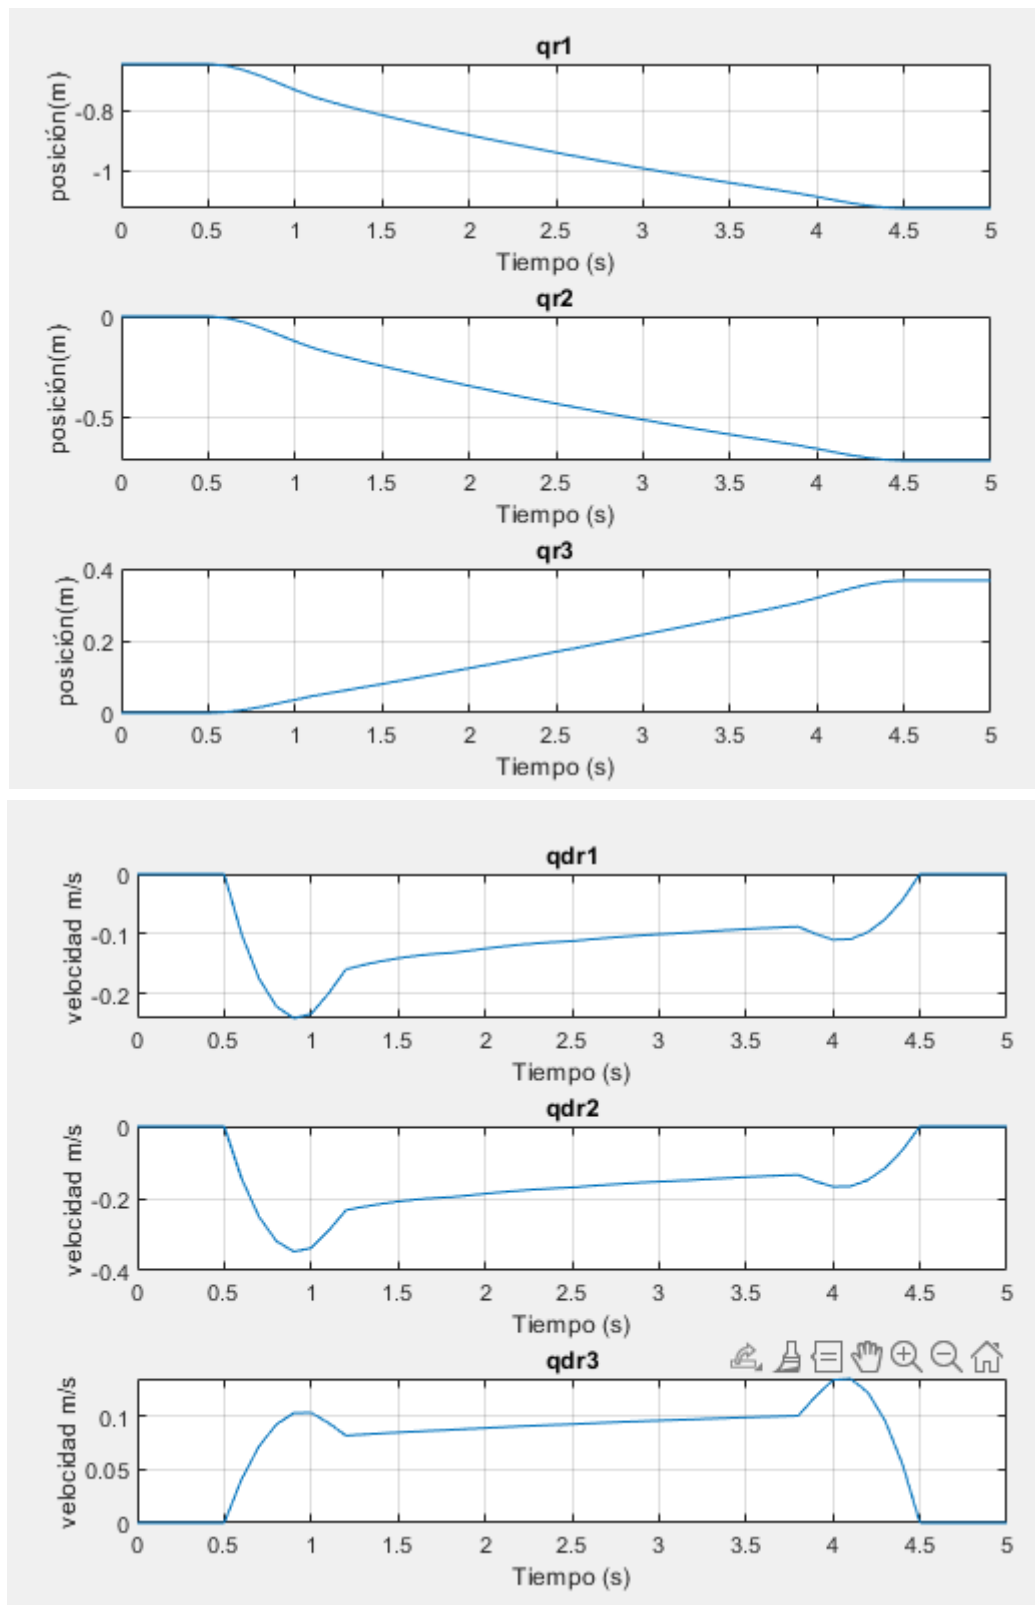 qr1
posición(m)
-0.8
-1
0 0.5 1 1.5 2 2.5 3 3.5 4 4.5 5
Tiempo (s)
qr2
posición(m)
0
-0.5
0 0.5 1 1.5 2 2.5 3 3.5 4 4.5 5
Tiempo (s)
qr3
posición(m)
0.4
0.2
0
0 0.5 1 1.5 2 2.5 3 3.5 4 4.5 5
Tiempo (s)
qdr1
velocidad m/s
0
-0.1
-0.2
0 0.5 1 1.5 2 2.5 3 3.5 4 4.5 5
Tiempo (s)
qdr2
velocidad m/s
0
-0.2
-0.4
0 0.5 1 1.5 2 2.5 3 3.5 4 4.5 5
Tiempo (s)
qdr3
velocidad m/s
0.1
0.05
0
0 0.5 1 1.5 2 2.5 3 3.5 4 4.5 5
Tiempo (s)